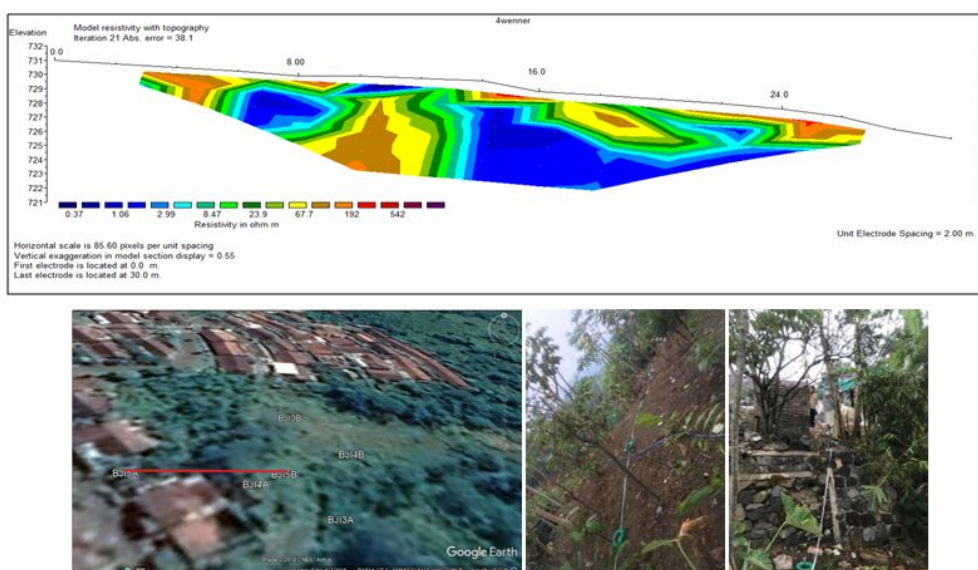 4wenner
Model resistivity with topography
Iteration 21 Abs. error = 38.1
Elevation
732
731
730
729
728
727
726
725
724
723
722
721
0.0
8.00
16.0
24.0
0.37 1.06 2.99 8.47 23.9 67.7 192 542
Resistivity in ohm.m
Unit Electrode Spacing = 2.00 m.
Horizontal scale is 85.60 pixels per unit spacing
Vertical exaggeration in model section display = 0.55
First electrode is located at 0.0 m.
Last electrode is located at 30.0 m.
BJI3B
BJI4B
BJI5A
BJI5B
BJI4A
BJI3A
Google Earth